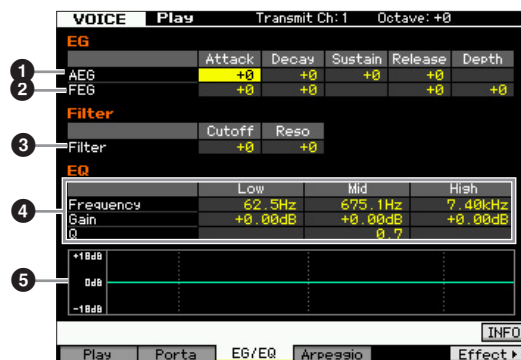 VOICE Play Transmit Ch: 1 Octave: +0
EG
Attack Decay Sustain Release Depth
1 AEG +0 +0 +0 +0
2 FEG +0 +0 +0 +0
Filter
Cutoff Reso
3 Filter +0 +0
EQ
Low Mid High
4 Frequency 62.5Hz 675.1Hz 7.40kHz
Gain +0.00dB +0.00dB +0.00dB
Q 0.7
+18dB
5 0dB
-18dB
INFO
Play Porta EG/EQ Arpeggio Effect